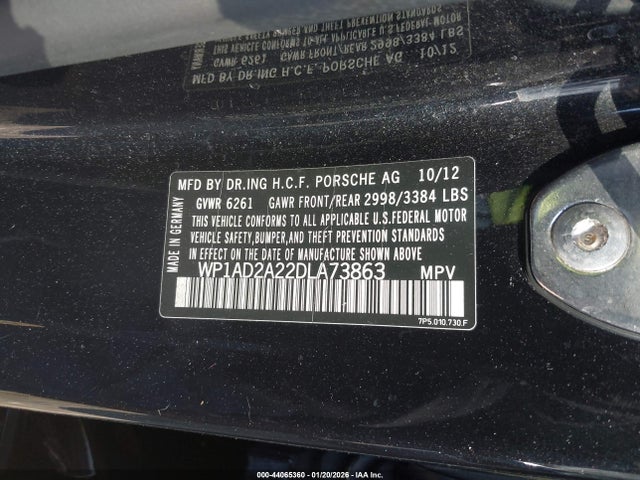 MFD BY DR.ING H.C.F. PORSCHE AG 10/12
GVWR 6261 GAWR FRONT/REAR 2998/3384 LBS
THIS VEHICLE CONFORMS TO ALL APPLICABLE U.S.FEDERAL MOTOR
VEHICLE SAFETY,BUMPER,AND THEFT PREVENTION STANDARDS
IN EFFECT ON THE DATE OF MANUFACTURE SHOWN ABOVE.
WP1AD2A22DLA73863 MPV
MADE IN GERMANY
7P5.010.730.F
000-44065360 - 01/20/2026 - IAA Inc.